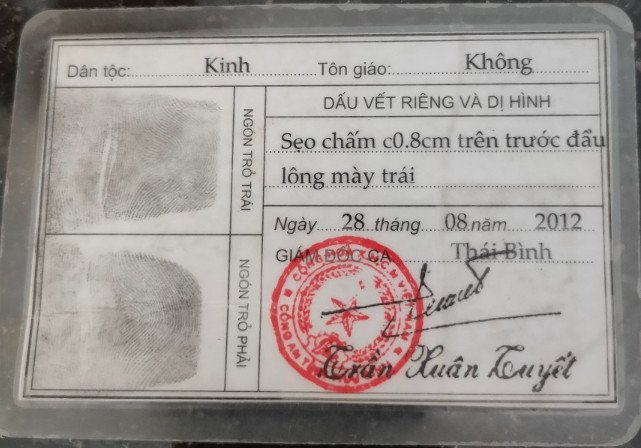 Dân tộc: Kinh Tôn giáo: Không
DẤU VẾT RIÊNG VÀ DỊ HÌNH
NGÓN TRỎ TRÁI
Sẹo chấm c0.8cm trên trước đầu
lông mày trái
Ngày 28 tháng 08 năm 2012
GIÁM ĐỐC CA Thái Bình
NGÓN TRỎ PHẢI
Trần Xuân Tuyết